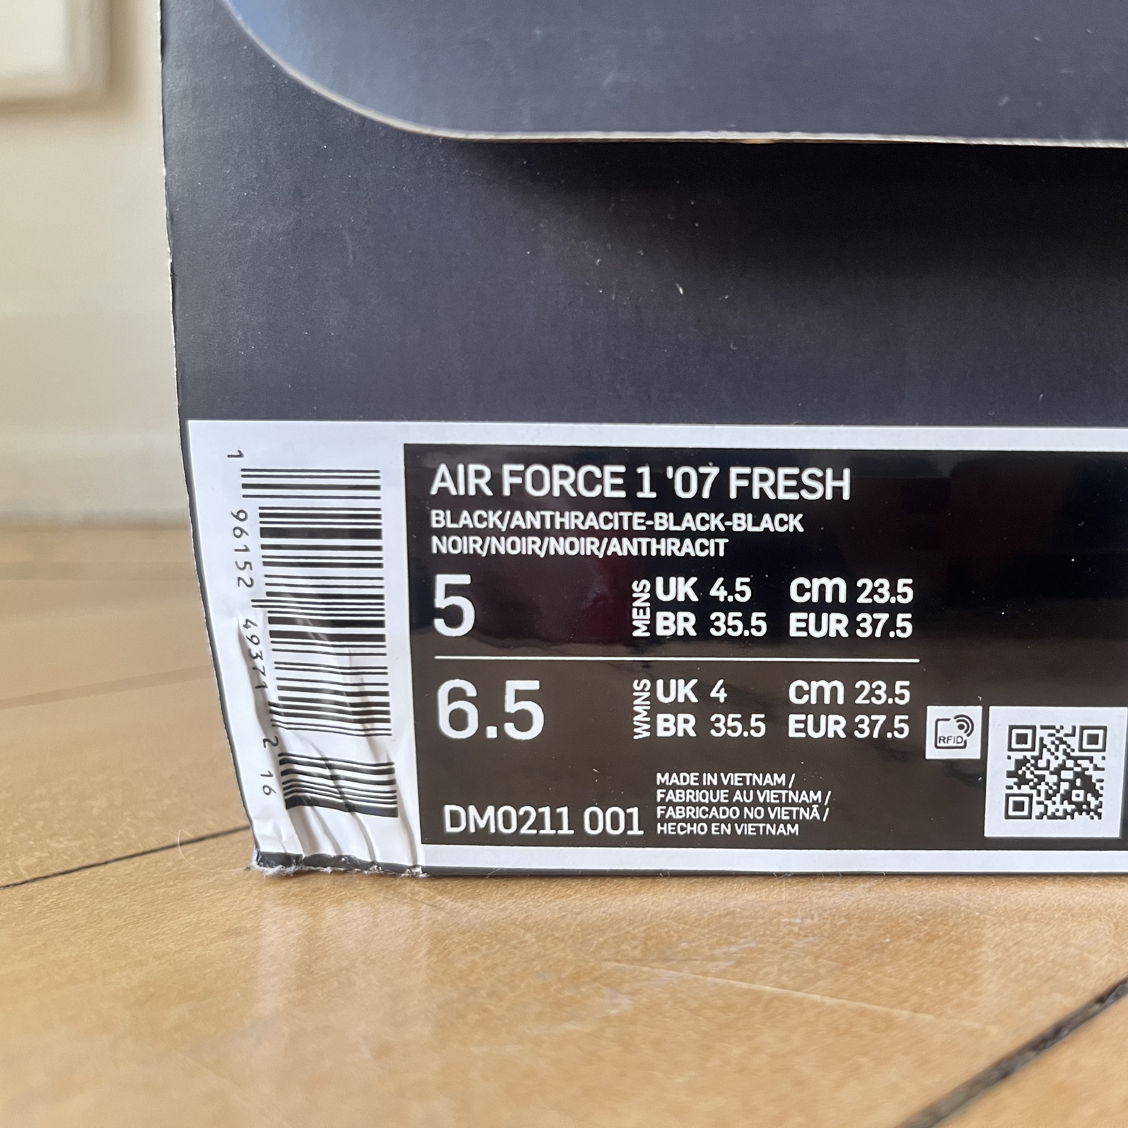 1 96152 49371 2 16
AIR FORCE 1 '07 FRESH
BLACK/ANTHRACITE-BLACK-BLACK
NOIR/NOIR/NOIR/ANTHRACIT
5
MENS
UK 4.5 cm 23.5
BR 35.5 EUR 37.5
6.5
WMNS
UK 4 cm 23.5
BR 35.5 EUR 37.5
RFID
DM0211 001
MADE IN VIETNAM /
FABRIQUE AU VIETNAM /
FABRICADO NO VIETNÃ /
HECHO EN VIETNAM